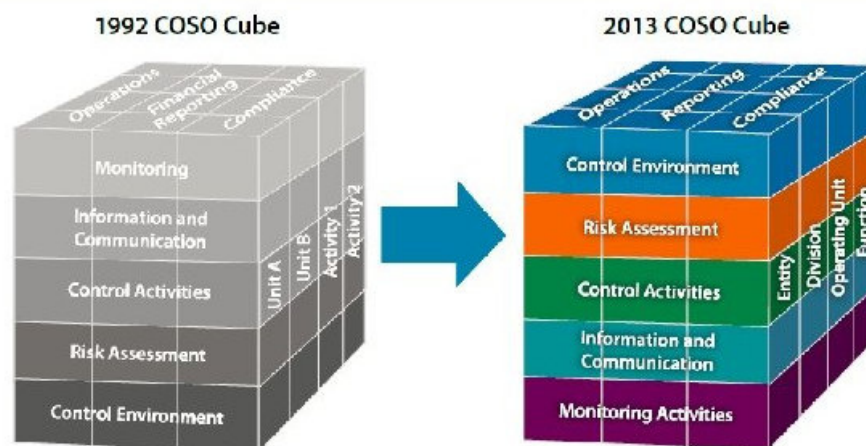 1992 COSO Cube
Operations
Financial
Reporting
Compliance
Monitoring
Information and
Communication
Control Activities
Risk Assessment
Control Environment
Unit A
Unit B
Activity 1
Activity 2
2013 COSO Cube
Operations
Reporting
Compliance
Control Environment
Risk Assessment
Control Activities
Information and
Communication
Monitoring Activities
Entity
Division
Operating Unit
Function